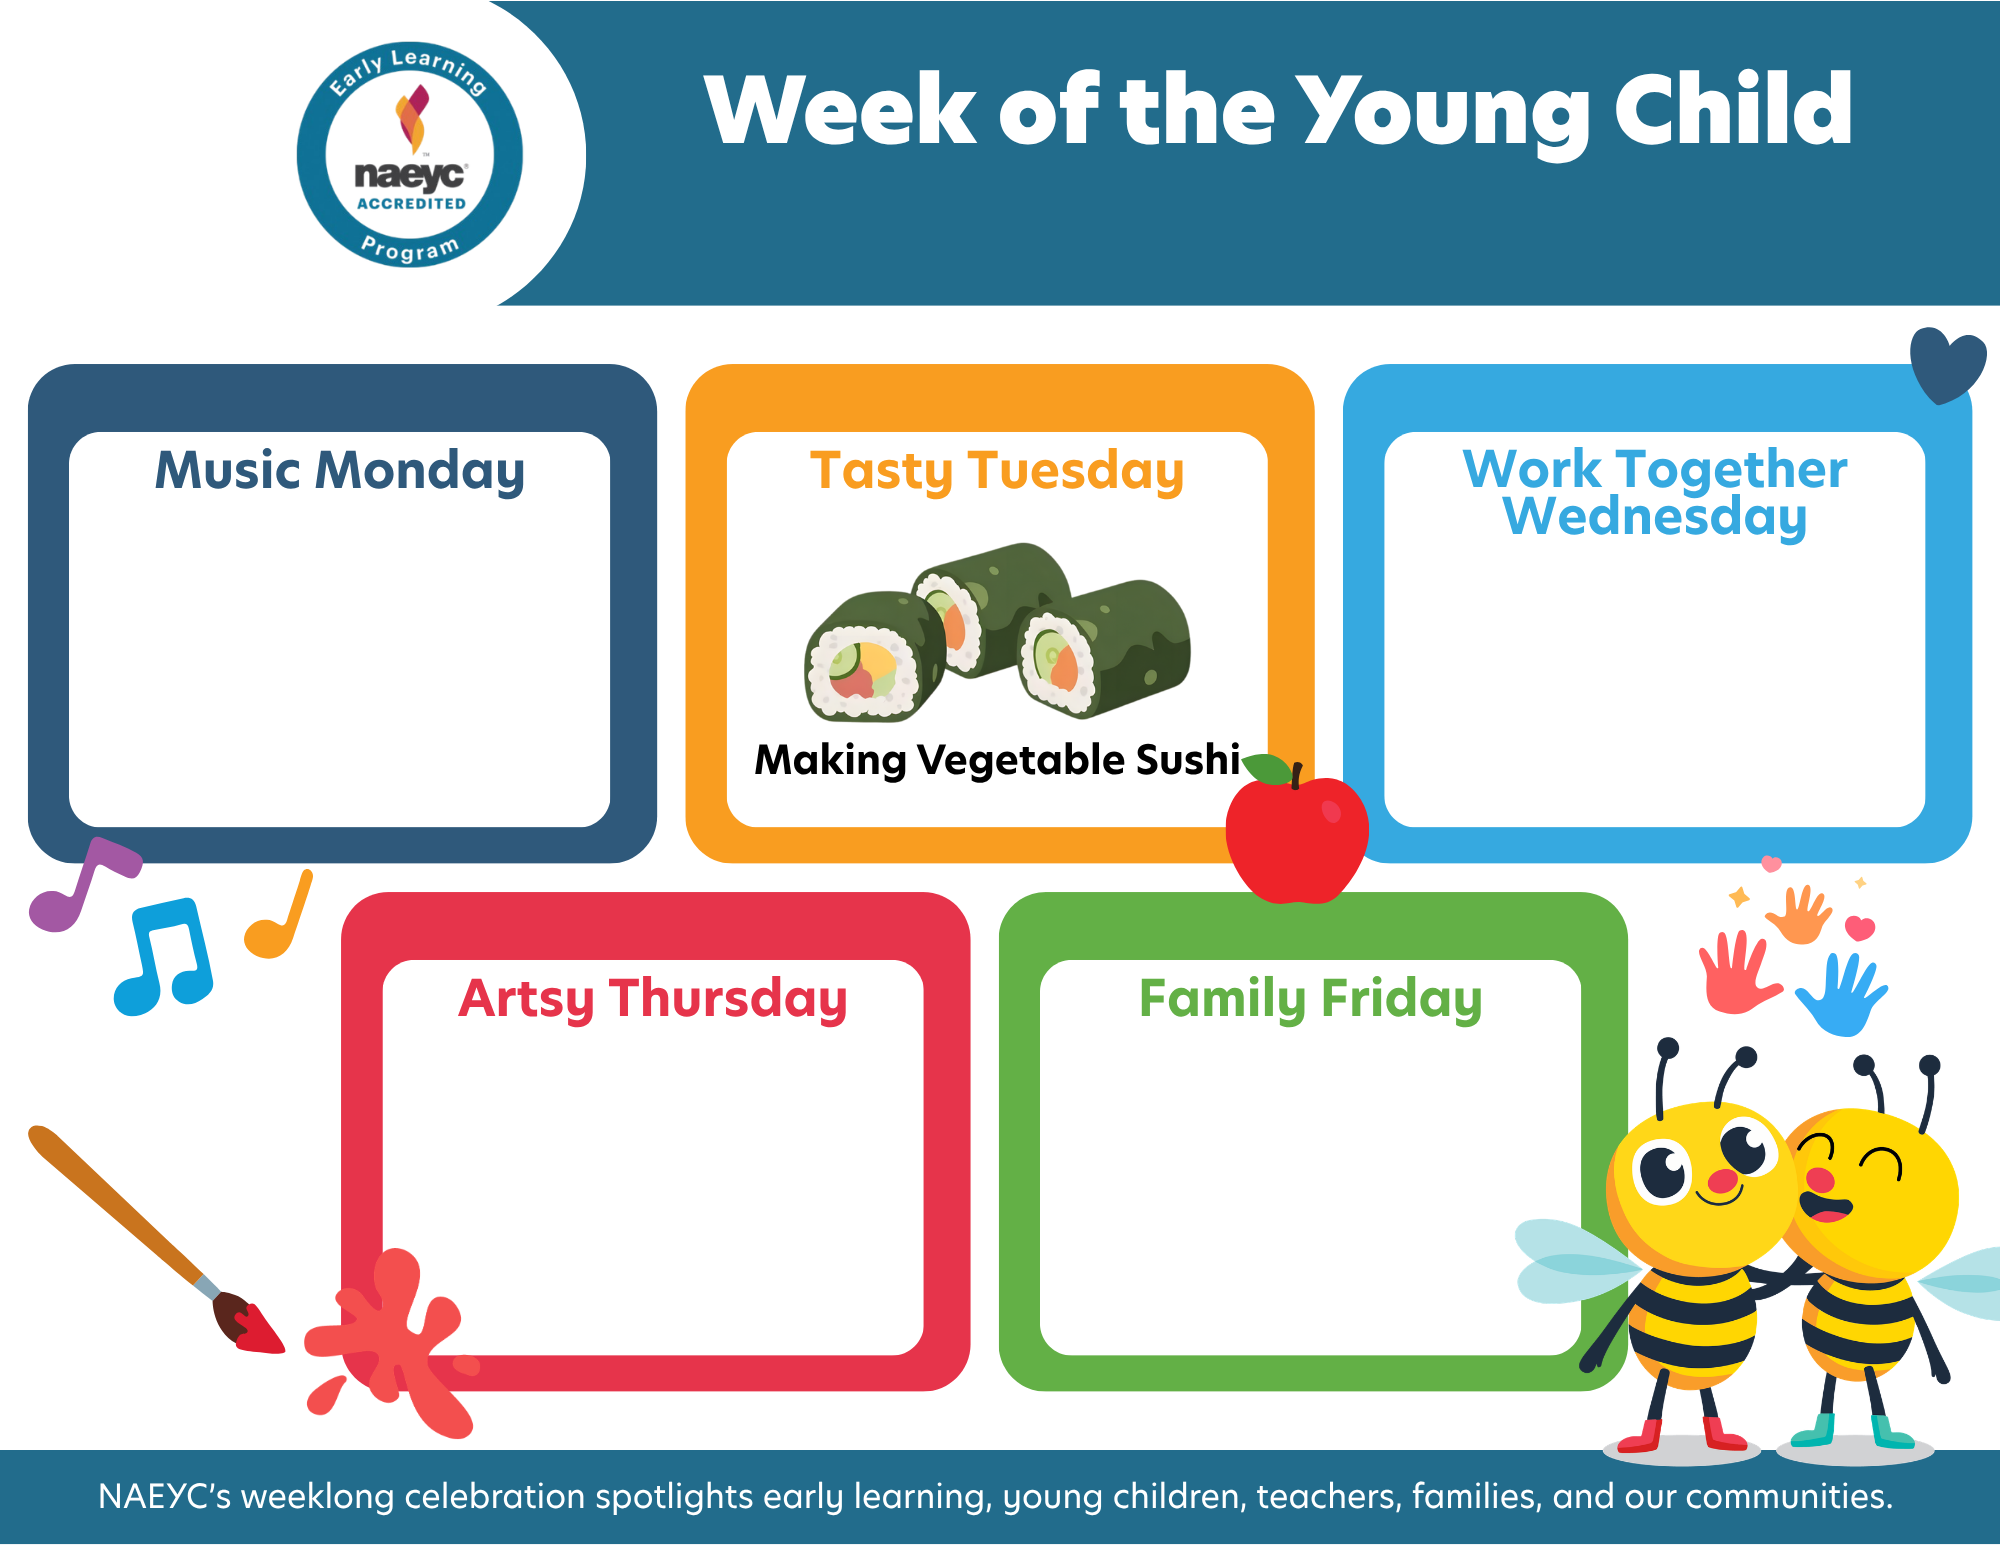 Early Learning
naeyc
ACCREDITED
Program
Week of the Young Child
Music Monday
Tasty Tuesday
Making Vegetable Sushi
Work Together
Wednesday
Artsy Thursday
Family Friday
NAEYC's weeklong celebration spotlights early learning, young children, teachers, families, and our communities.